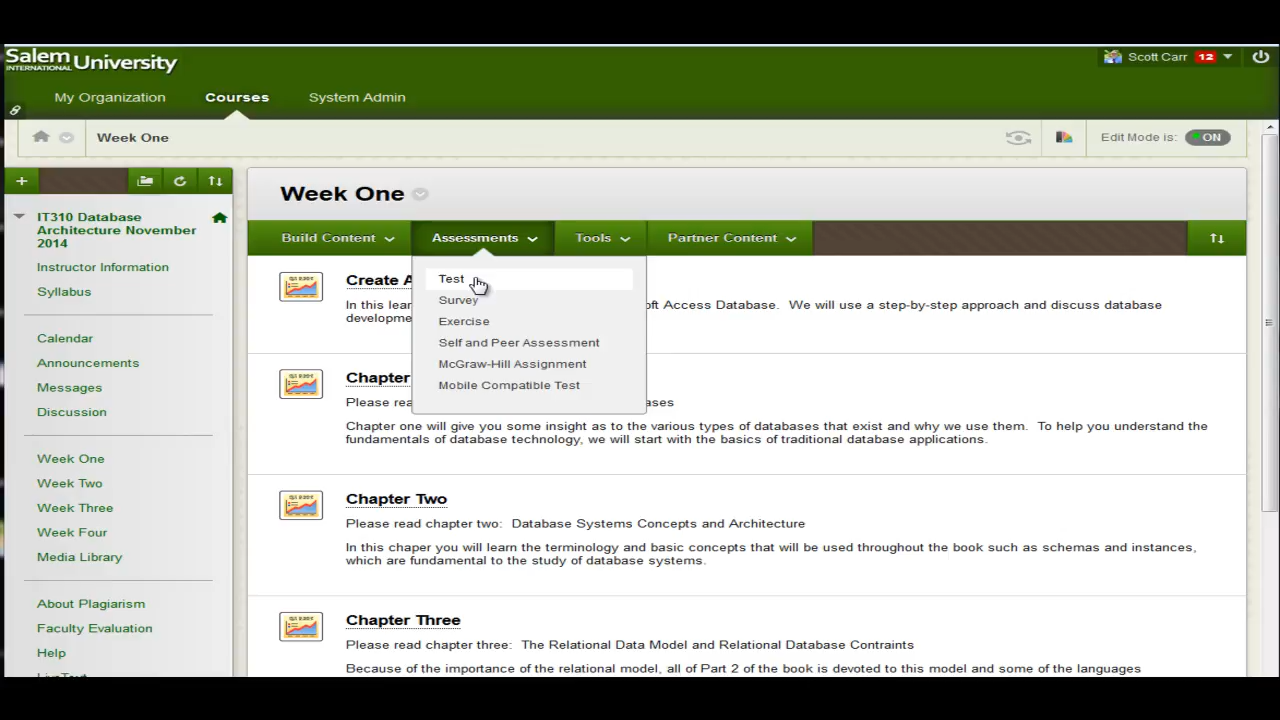 Salem
INTERNATIONAL University
Scott Carr 12
My Organization Courses System Admin
Week One
Edit Mode is: ON
IT310 Database
Architecture November
2014
Instructor Information
Syllabus
Calendar
Announcements
Messages
Discussion
Week One
Week Two
Week Three
Week Four
Media Library
About Plagiarism
Faculty Evaluation
Help
Week One
Build Content Assessments Tools Partner Content
Test
Survey
Exercise
Self and Peer Assessment
McGraw-Hill Assignment
Mobile Compatible Test
Create A
In this lear oft Access Database. We will use a step-by-step approach and discuss database
developme
Chapter
Please rea ases
Chapter one will give you some insight as to the various types of databases that exist and why we use them. To help you understand the
fundamentals of database technology, we will start with the basics of traditional database applications.
Chapter Two
Please read chapter two: Database Systems Concepts and Architecture
In this chaper you will learn the terminology and basic concepts that will be used throughout the book such as schemas and instances,
which are fundamental to the study of database systems.
Chapter Three
Please read chapter three: The Relational Data Model and Relational Database Contraints
Because of the importance of the relational model, all of Part 2 of the book is devoted to this model and some of the languages